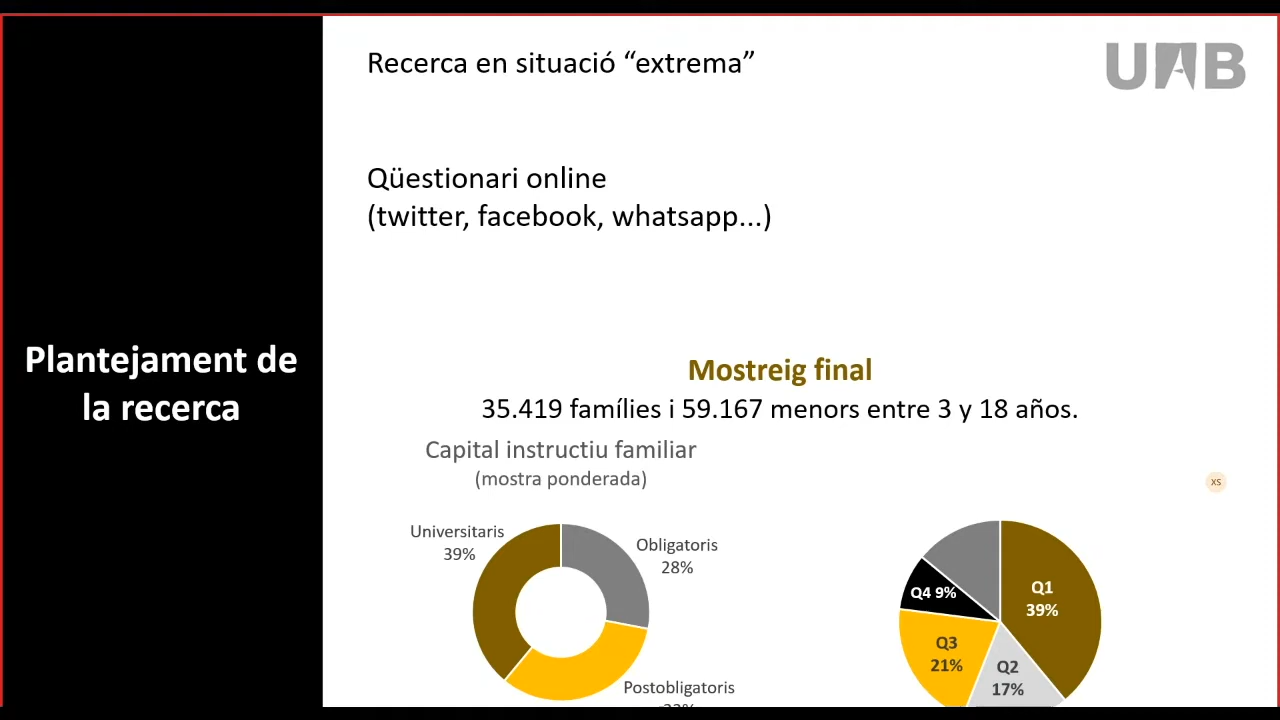 Recerca en situació “extrema”
UAB
Qüestionari online
(twitter, facebook, whatsapp...)
Plantejament de
la recerca
Mostreig final
35.419 famílies i 59.167 menors entre 3 y 18 años.
Capital instructiu familiar
(mostra ponderada)
XS
Universitaris
39%
Obligatoris
28%
Postobligatoris
Q1
39%
Q4 9%
Q3
21%
Q2
17%